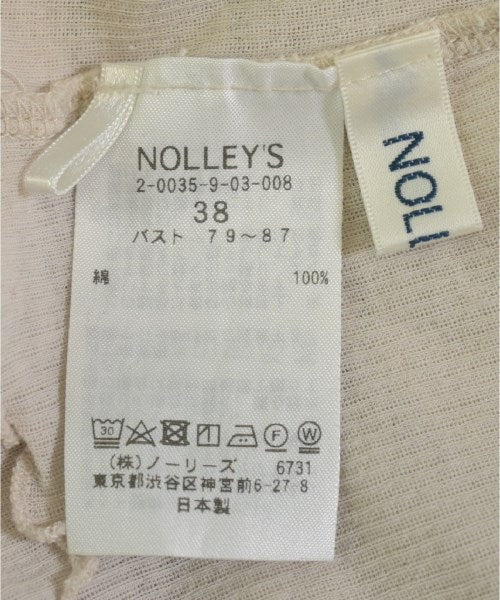 NOLLEY'S
2-0035-9-03-008
38
バスト 79～87
綿 100%
30 F W
(株)ノーリーズ 6731
東京都渋谷区神宮前6-27 8
日本製
NOLL